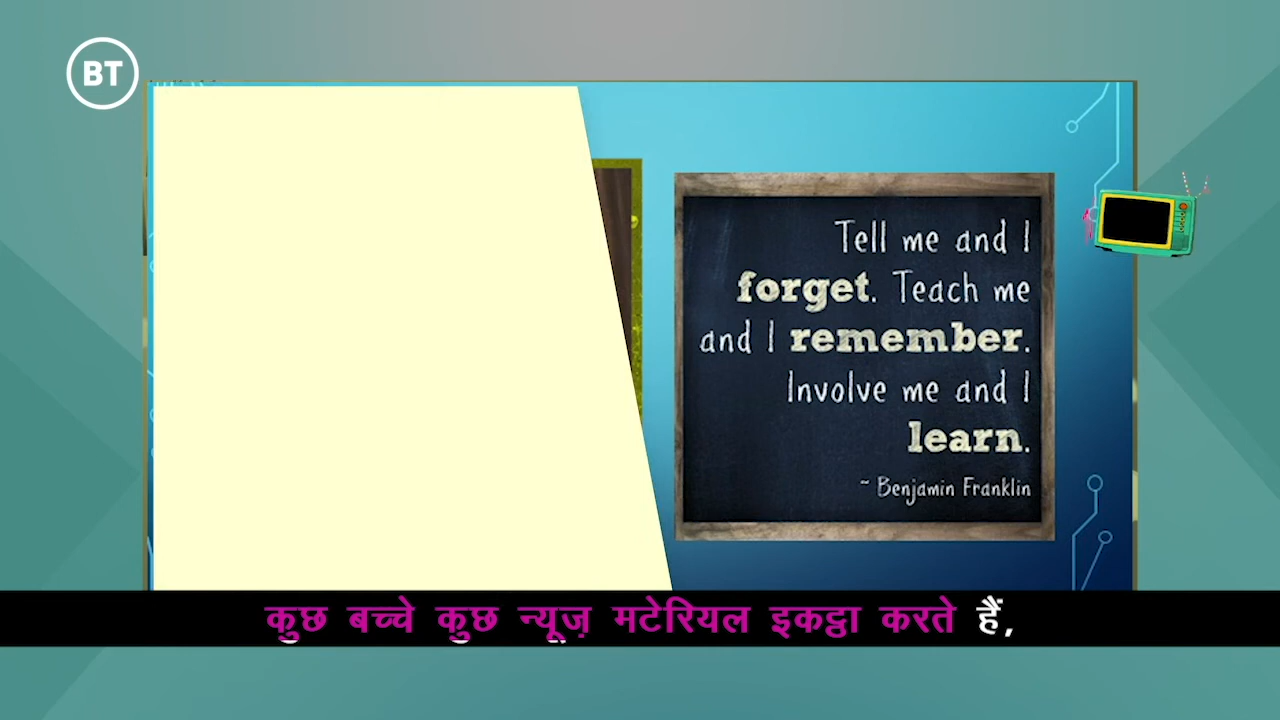 BT
Tell me and I
forget. Teach me
and I remember.
Involve me and I
learn.
~ Benjamin Franklin
कुछ बच्चे कुछ न्यूज़ मटेरियल इकट्ठा करते हैं,